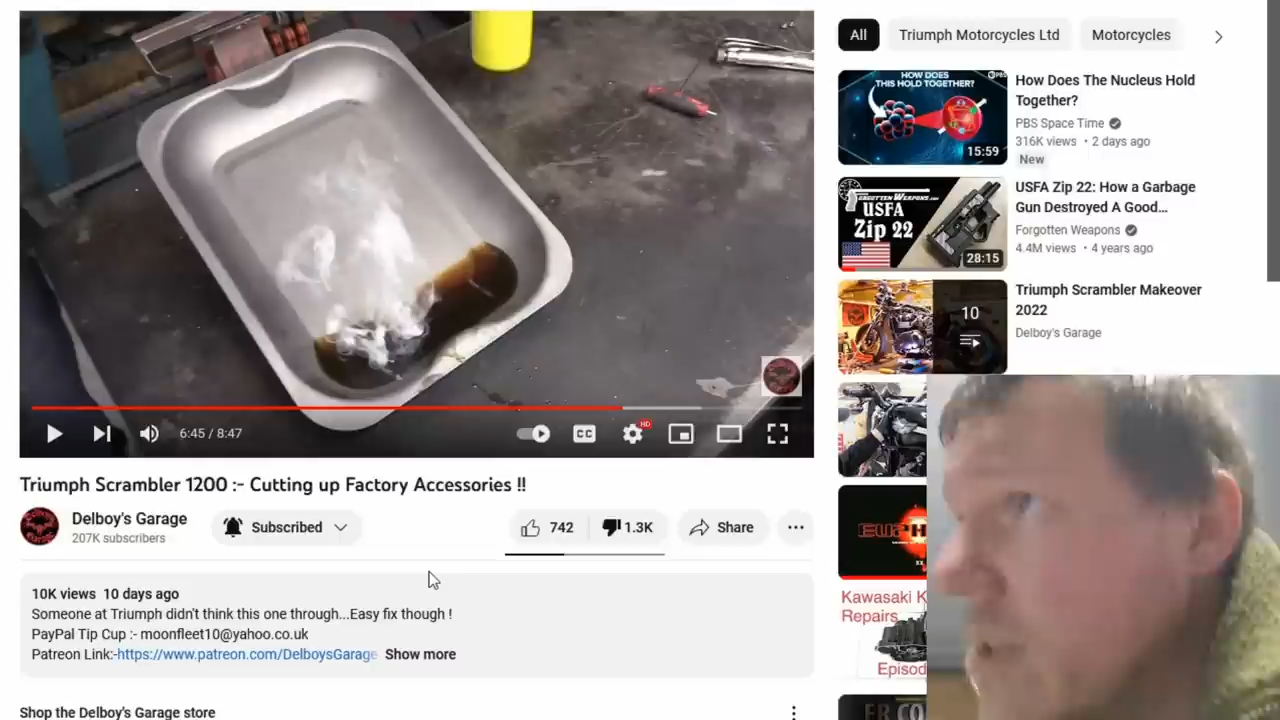 All
Triumph Motorcycles Ltd
Motorcycles
HOW DOES
THIS HOLD TOGETHER?
PBS
15:59
How Does The Nucleus Hold
Together?
PBS Space Time
316K views • 2 days ago
New
FORGOTTEN WEAPONS.COM
USFA
Zip 22
28:15
USFA Zip 22: How a Garbage
Gun Destroyed A Good...
Forgotten Weapons
4.4M views • 4 years ago
10
Triumph Scrambler Makeover
2022
Delboy's Garage
6:45 / 8:47
CC
HD
Triumph Scrambler 1200 :- Cutting up Factory Accessories !!
Delboy's Garage
207K subscribers
Subscribed
742
1.3K
Share
10K views 10 days ago
Someone at Triumph didn't think this one through...Easy fix though !
PayPal Tip Cup :- moonfleet10@yahoo.co.uk
Patreon Link:-https://www.patreon.com/DelboysGarage
Show more
Shop the Delboy's Garage store
Kawasaki K
Repairs
Episod